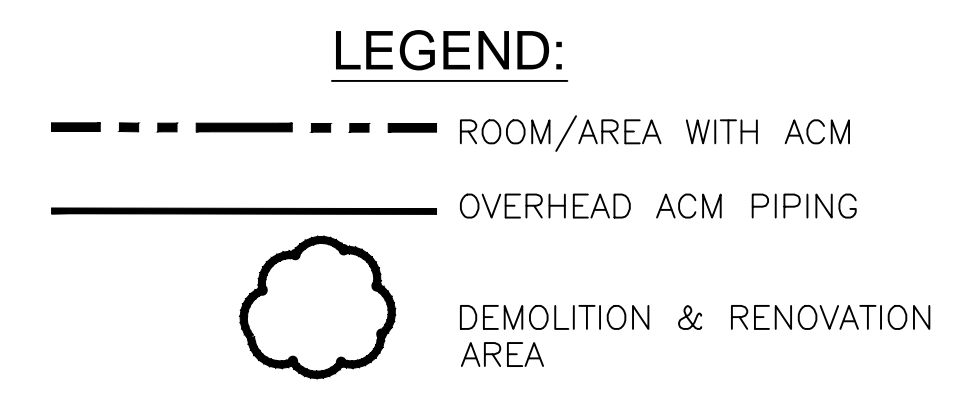 LEGEND:
ROOM/AREA WITH ACM
OVERHEAD ACM PIPING
DEMOLITION & RENOVATION
AREA